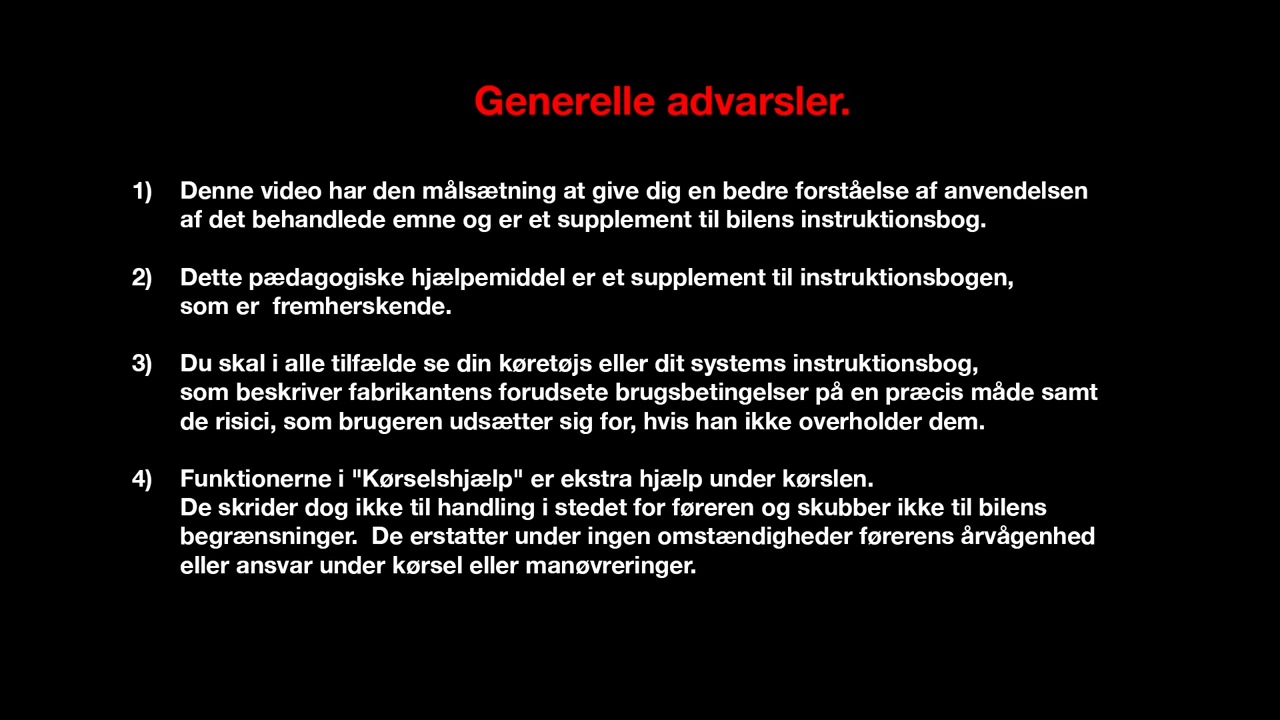 Generelle advarsler.
1) Denne video har den målsætning at give dig en bedre forståelse af anvendelsen
af det behandlede emne og er et supplement til bilens instruktionsbog.
2) Dette pædagogiske hjælpemiddel er et supplement til instruktionsbogen,
som er  fremherskende.
3) Du skal i alle tilfælde se din køretøjs eller dit systems instruktionsbog,
som beskriver fabrikantens forudsete brugsbetingelser på en præcis måde samt
de risici, som brugeren udsætter sig for, hvis han ikke overholder dem.
4) Funktionerne i "Kørselshjælp" er ekstra hjælp under kørslen.
De skrider dog ikke til handling i stedet for føreren og skubber ikke til bilens
begrænsninger.  De erstatter under ingen omstændigheder førerens årvågenhed
eller ansvar under kørsel eller manøvreringer.